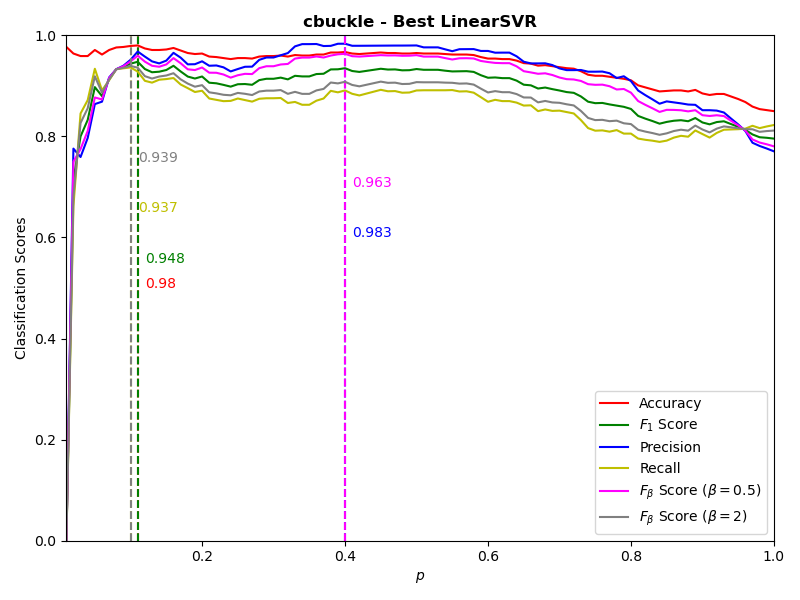 cbuckle - Best LinearSVR
1.0
0.8
0.6
0.4
0.2
0.0
Classification Scores
0.939
0.937
0.948
0.98
0.963
0.983
Accuracy
F₁ Score
Precision
Recall
Fᵦ Score (β = 0.5)
Fᵦ Score (β = 2)
0.2 0.4 0.6 0.8 1.0
p